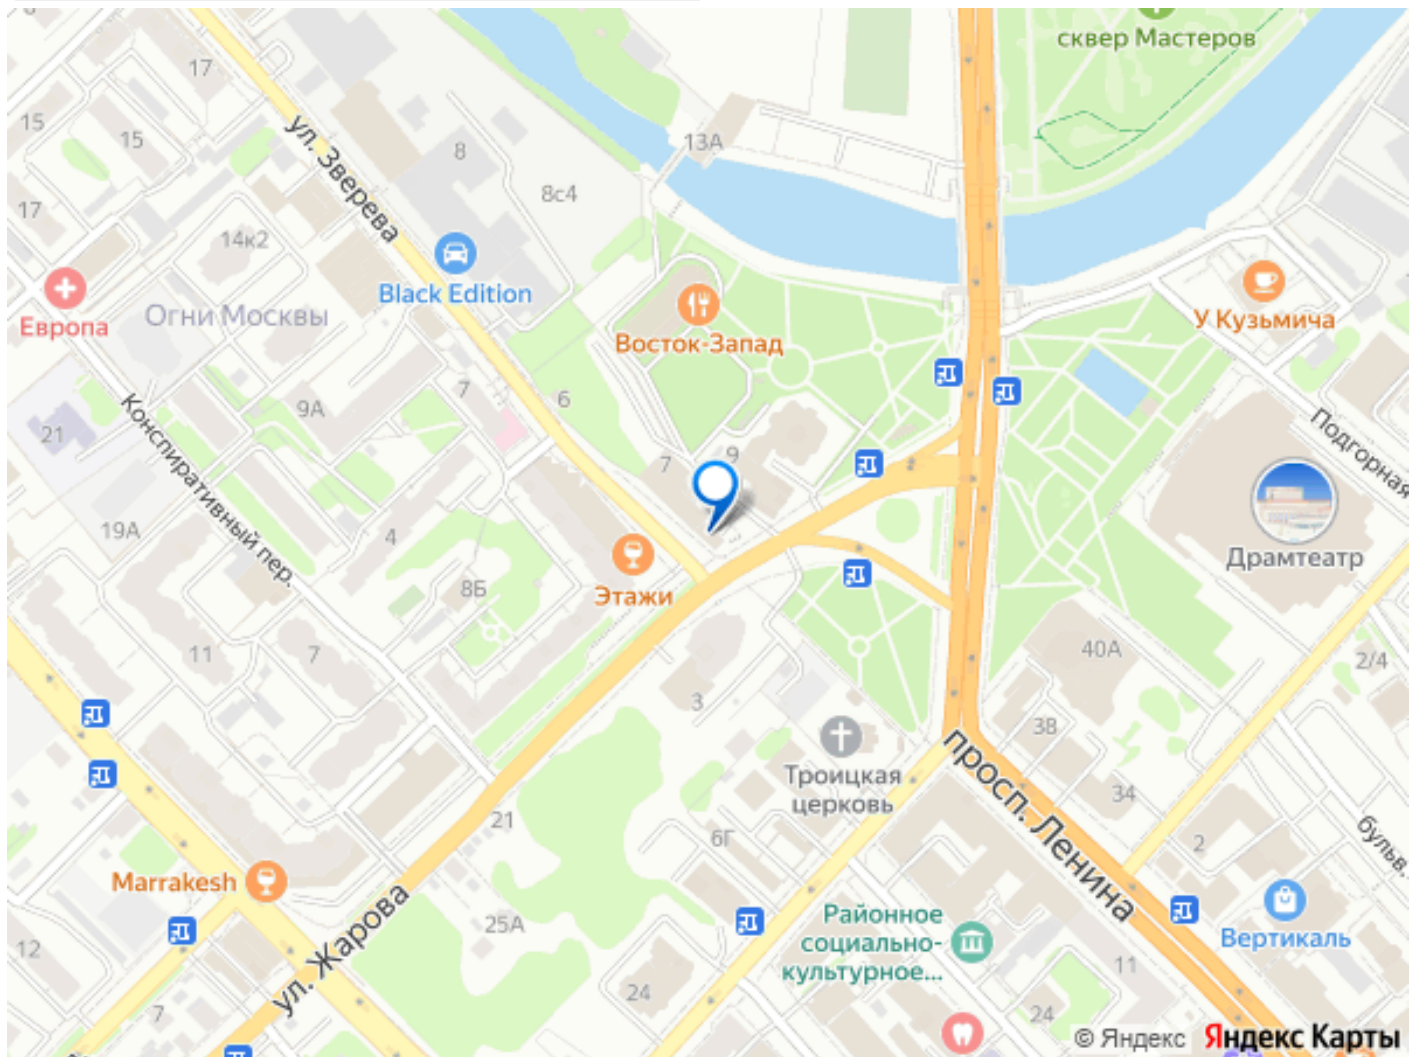 сквер Мастеров
17
15
15
13А
8
ул. Зверева
8с4
17
14к2
Европа
Black Edition
Огни Москвы
У Кузьмича
Восток-Запад
7
6
9А
21
Конспиративный пер.
7
9
Подгорная
19А
4
Этажи
8Б
Драмтеатр
11
7
3
40А
2/4
Троицкая
церковь
просп. Ленина
38
34
2
бульв.
21
6Г
Marrakesh
ул. Жарова
25А
Районное
социально-
культурное...
12
Вертикаль
11
7
24
24
© Яндекс Яндекс Карты